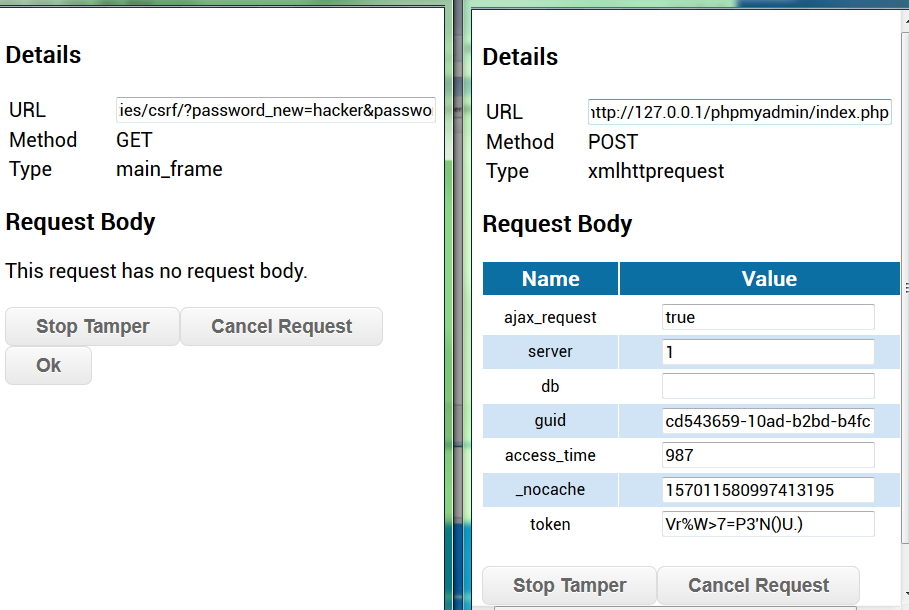 Details
URL ies/csrf/?password_new=hacker&passwo
Method GET
Type main_frame
Request Body
This request has no request body.
Stop Tamper Cancel Request
Ok
Details
URL http://127.0.0.1/phpmyadmin/index.php
Method POST
Type xmlhttprequest
Request Body
Name Value
ajax_request true
server 1
db
guid cd543659-10ad-b2bd-b4fc
access_time 987
_nocache 157011580997413195
token Vr%W>7=P3'N()U.)
Stop Tamper Cancel Request